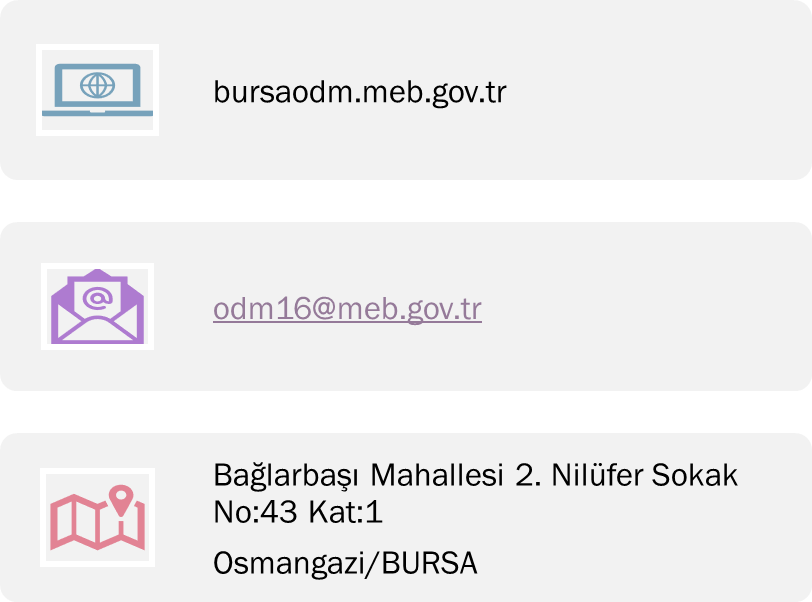 bursaodm.meb.gov.tr
odm16@meb.gov.tr
Bağlarbaşı Mahallesi 2. Nilüfer Sokak
No:43 Kat:1
Osmangazi/BURSA